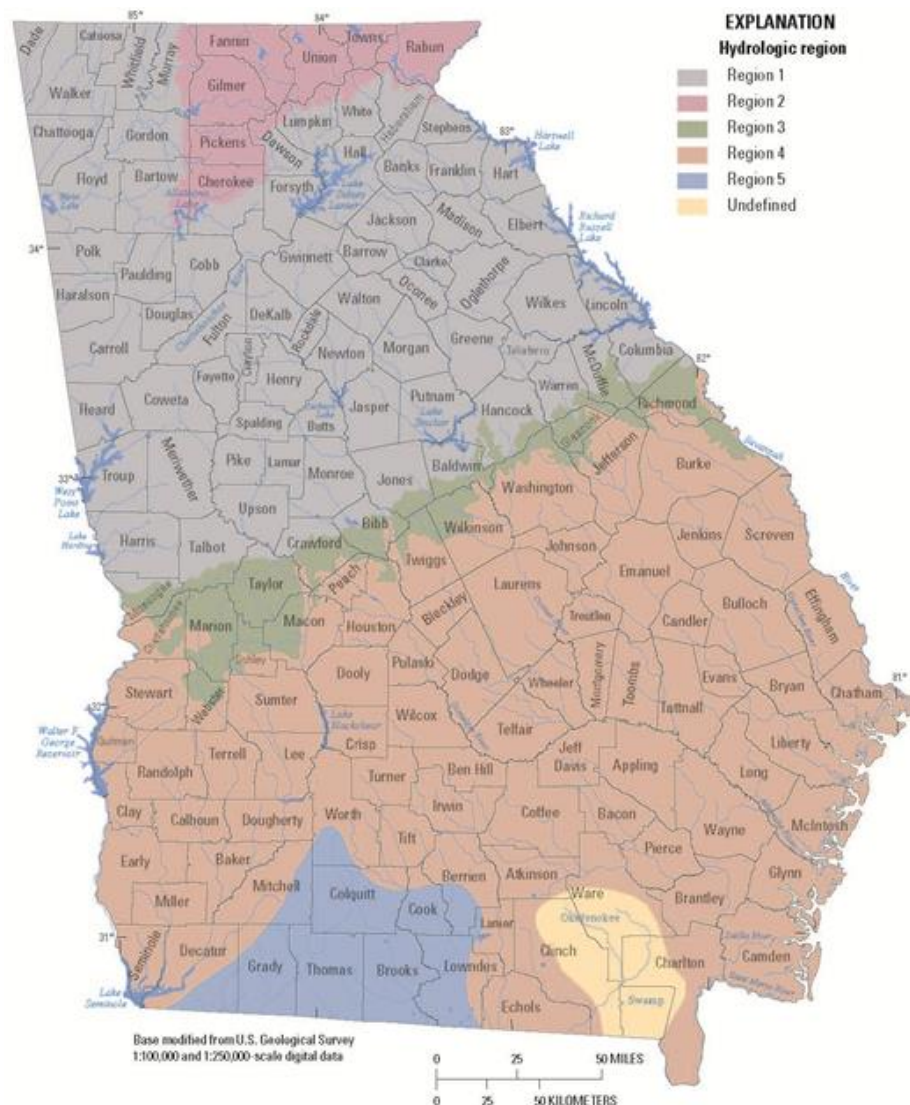 85°
84°
EXPLANATION
Hydrologic region
Region 1
Region 2
Region 3
Region 4
Region 5
Undefined
Dade
Catoosa
Whitfield
Murray
Fannin
Union
Towns
Rabun
Walker
Gilmer
Lumpkin
White
Habersham
Stephens
83°
Hartwell
Lake
Chattooga
Gordon
Pickens
Dawson
Hall
Banks
Franklin
Hart
Floyd
Bartow
Cherokee
Forsyth
Allatoona
Lake
Lake
Lanier
Jackson
Madison
Elbert
Richard
Russell
Lake
34°
Polk
Paulding
Cobb
Gwinnett
Barrow
Clarke
Oconee
Oglethorpe
Haralson
Douglas
Fulton
DeKalb
Rockdale
Walton
Wilkes
Lincoln
Carroll
Clayton
Newton
Morgan
Greene
Taliaferro
McDuffie
Columbia
82°
Fayette
Henry
Heard
Coweta
Spalding
Butts
Jasper
Putnam
Lake
Sinclair
Hancock
Warren
Glascock
Richmond
Savannah
33°
Troup
Meriwether
Pike
Lamar
Monroe
Jones
Baldwin
Jefferson
Burke
West
Point
Lake
Upson
Washington
Lake
Harding
Harris
Talbot
Crawford
Bibb
Wilkinson
Johnson
Jenkins
Screven
River
Taylor
Peach
Twiggs
Laurens
Emanuel
Marion
Macon
Houston
Bleckley
Treutlen
Candler
Bulloch
Effingham
Schley
Dooly
Pulaski
Dodge
Wheeler
Montgomery
Toombs
Evans
Bryan
Chatham
81°
32°
Stewart
Webster
Sumter
Wilcox
Telfair
Tattnall
Walter F
George
Reservoir
Quitman
Lake
Blackshear
Crisp
Randolph
Terrell
Lee
Turner
Ben Hill
Jeff
Davis
Appling
Long
Liberty
Clay
Calhoun
Dougherty
Worth
Irwin
Coffee
Bacon
Wayne
McIntosh
Early
Baker
Tift
Pierce
Miller
Mitchell
Colquitt
Berrien
Atkinson
Ware
Brantley
Glynn
Cook
Lanier
31°
Seminole
Decatur
Okefenokee
Clinch
Charlton
Camden
Grady
Thomas
Brooks
Lowndes
Echols
Swamp
Lake
Seminole
Base modified from U.S. Geological Survey
1:100,000 and 1:250,000-scale digital data
0 25 50 MILES
0 25 50 KILOMETERS